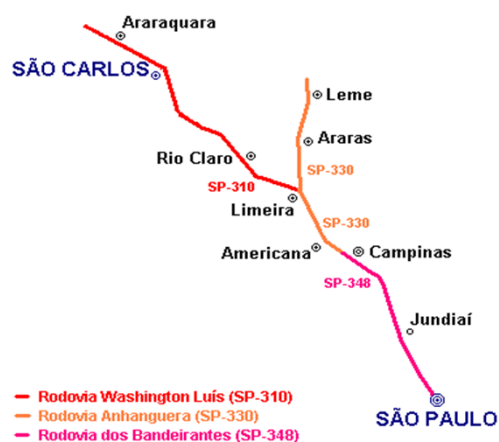 Araraquara
SÃO CARLOS
Leme
Araras
Rio Claro
SP-330
SP-310
Limeira
SP-330
Americana
Campinas
SP-348
Jundiaí
Rodovia Washington Luís (SP-310)
Rodovia Anhanguera (SP-330)
SÃO PAULO
Rodovia dos Bandeirantes (SP-348)